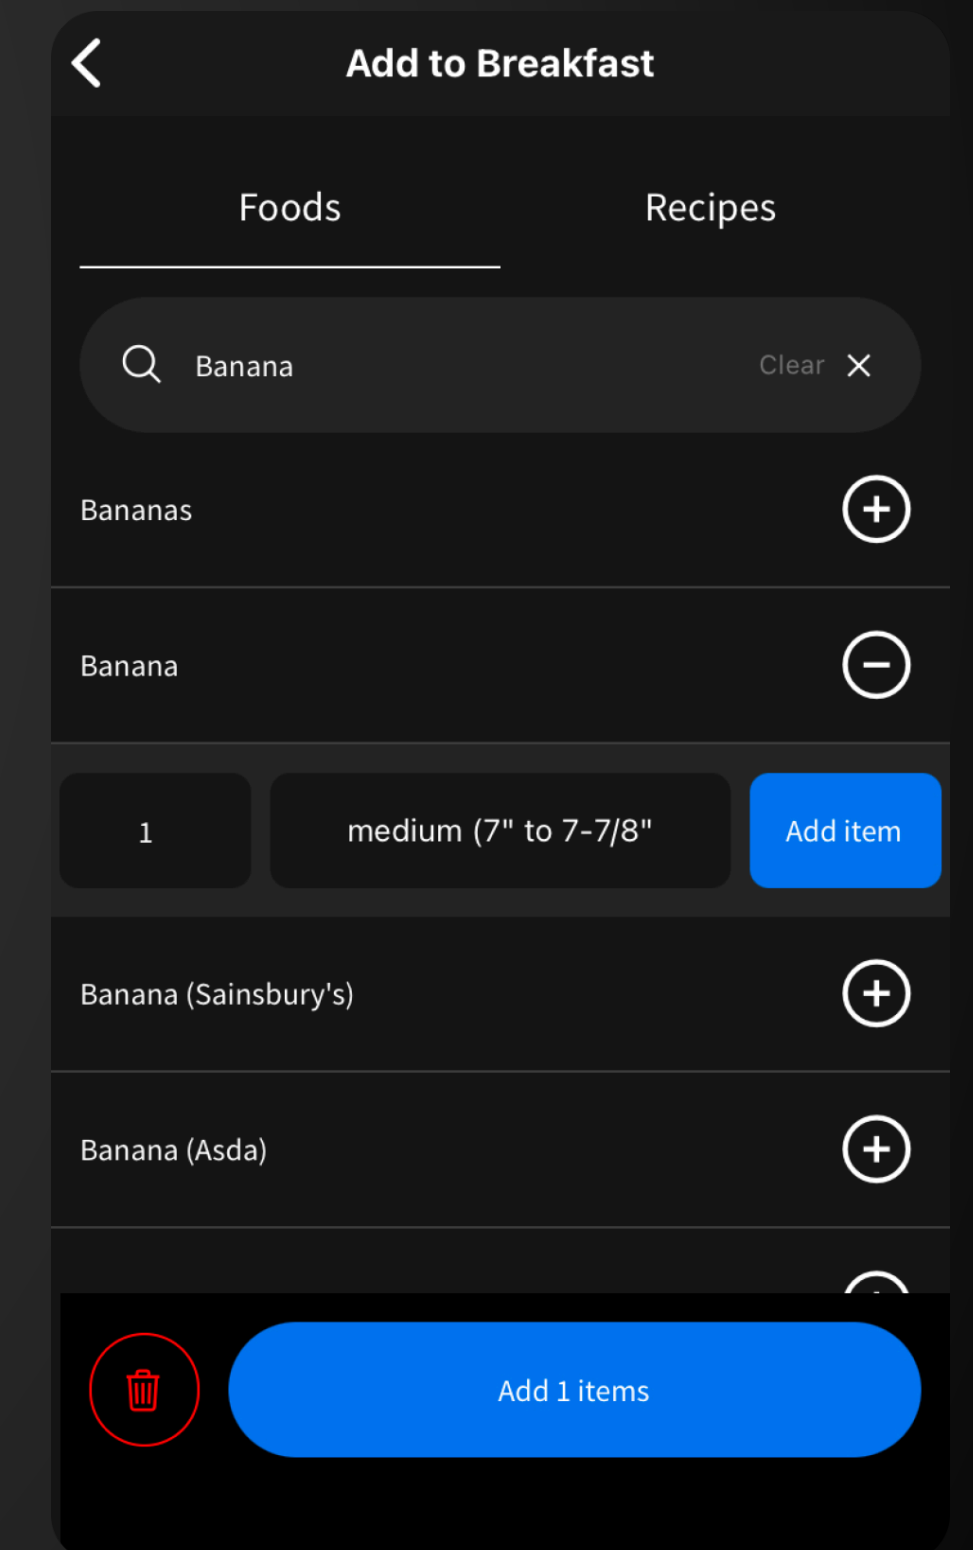 Add to Breakfast
Foods
Recipes
Banana
Clear
Bananas
Banana
1
medium (7" to 7-7/8"
Add item
Banana (Sainsbury's)
Banana (Asda)
Add 1 items